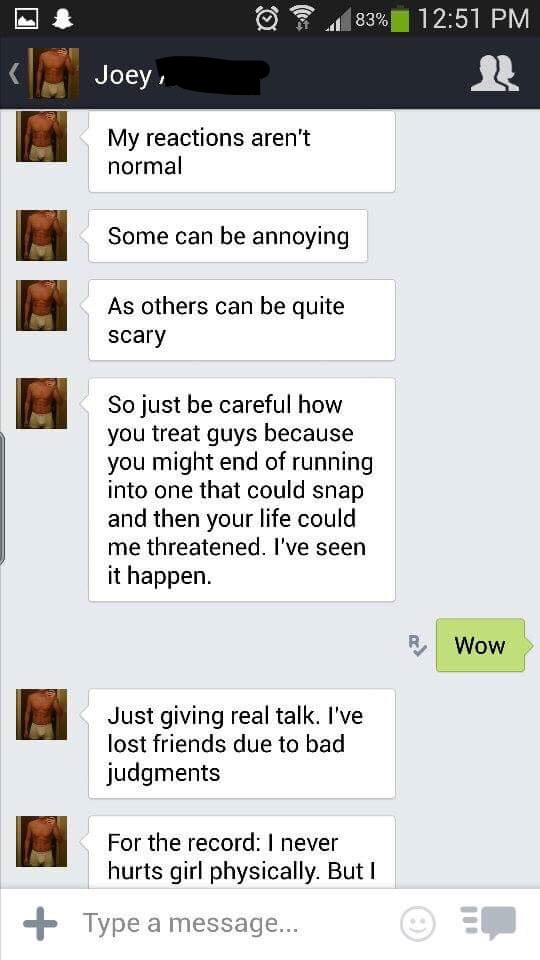 83% 12:51 PM
Joey
My reactions aren't
normal
Some can be annoying
As others can be quite
scary
So just be careful how
you treat guys because
you might end of running
into one that could snap
and then your life could
me threatened. I've seen
it happen.
R
Wow
Just giving real talk. I've
lost friends due to bad
judgments
For the record: I never
hurts girl physically. But I
Type a message...